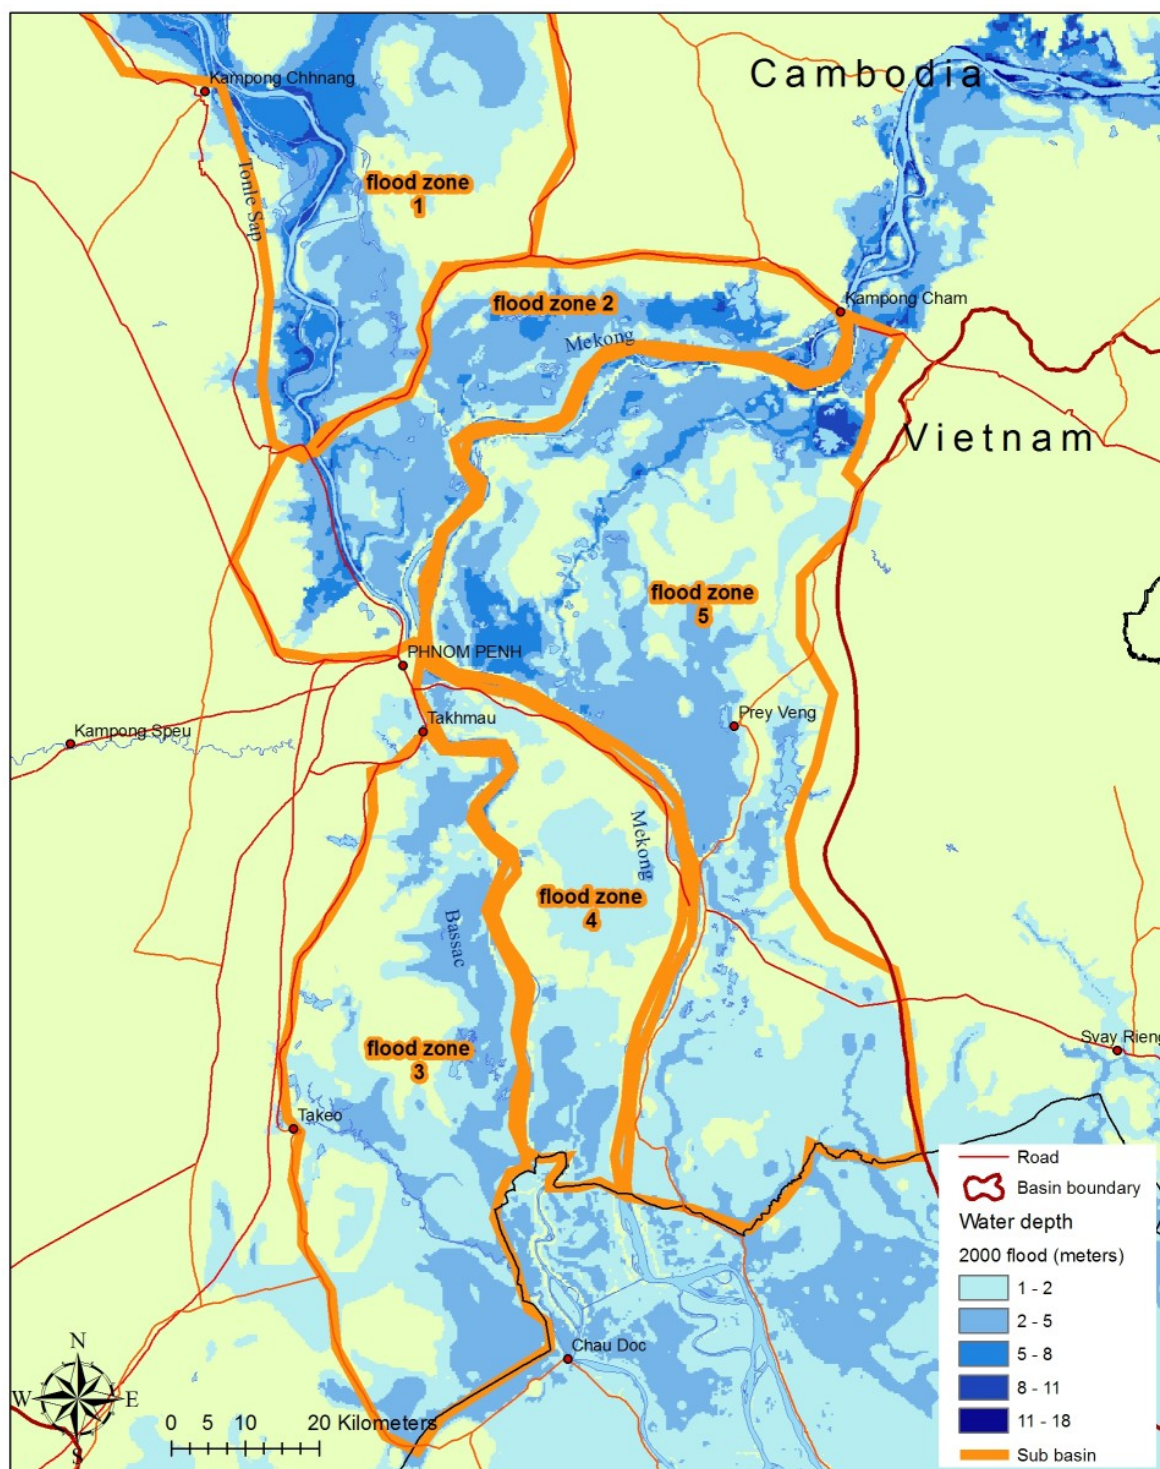 Cambodia
Kampong Chhnang
Tonle Sap
flood zone
1
flood zone 2
Kampong Cham
Mekong
Vietnam
flood zone
5
PHNOM PENH
Takhmau
Prey Veng
Kampong Speu
Mekong
flood zone
4
Bassac
flood zone
3
Svay Rieng
Takeo
Chau Doc
Road
Basin boundary
Water depth
2000 flood (meters)
1 - 2
2 - 5
5 - 8
8 - 11
11 - 18
Sub basin
N
W E
S
0 5 10 20 Kilometers